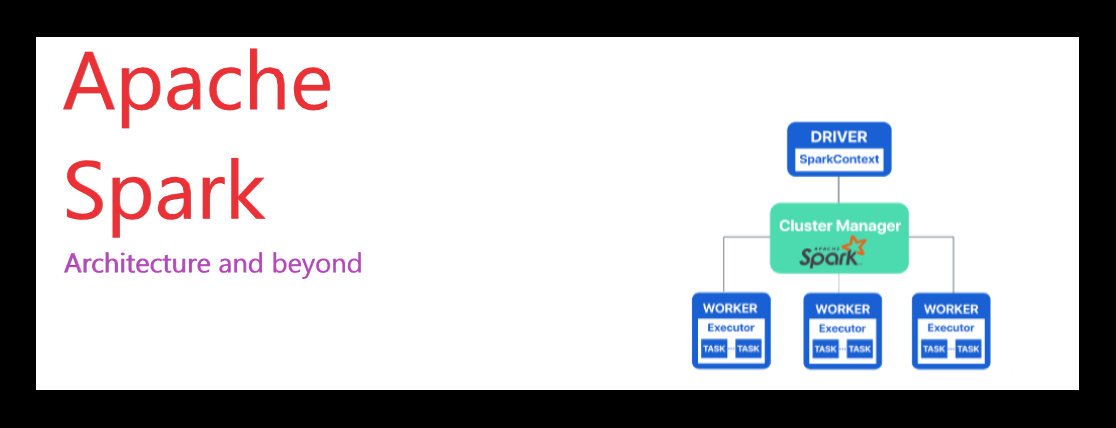 Apache
Spark
Architecture and beyond
DRIVER
SparkContext
Cluster Manager
APACHE
Spark
WORKER
Executor
TASK TASK
WORKER
Executor
TASK TASK
WORKER
Executor
TASK TASK